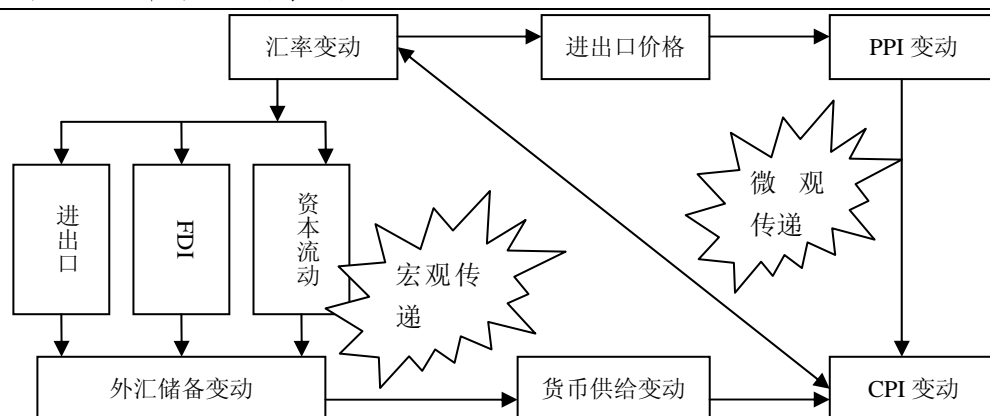 汇率变动
进出口价格
PPI 变动
微 观
传递
进出口
FDI
资本流动
宏观传
递
外汇储备变动
货币供给变动
CPI 变动